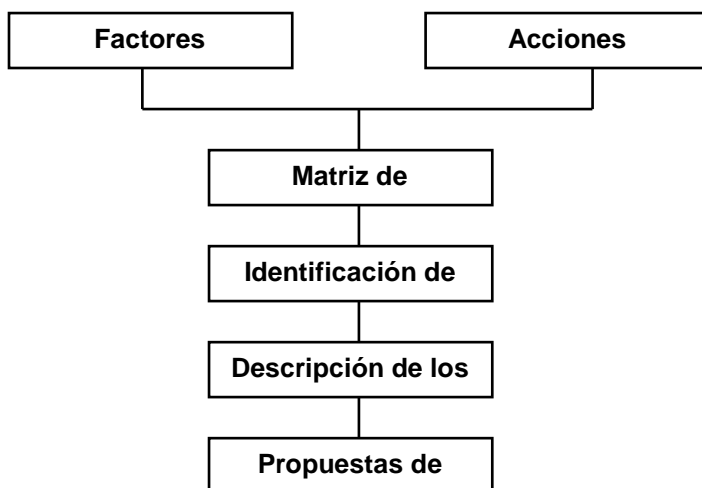 Factores
Acciones
Matriz de
Identificación de
Descripción de los
Propuestas de